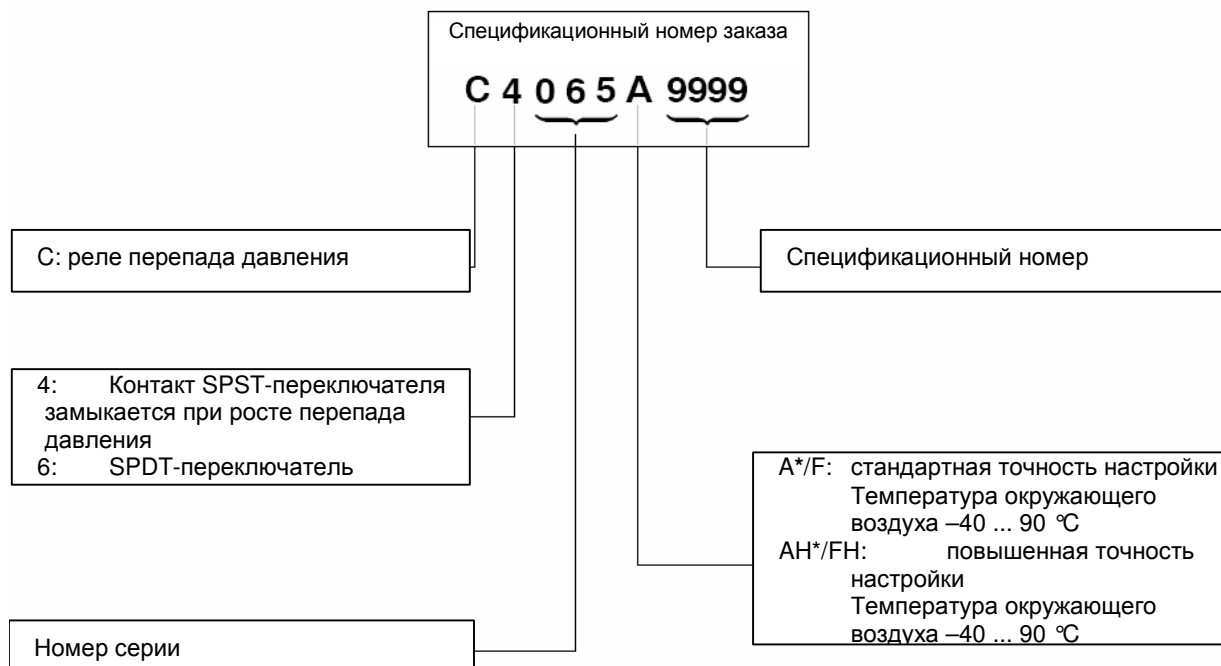 Спецификационный номер заказа
C 4 0 6 5 A 9999
С: реле перепада давления
Спецификационный номер
4: Контакт SPST-переключателя
замыкается при росте перепада
давления
6: SPDT-переключатель
A*/F: стандартная точность настройки
Температура окружающего
воздуха –40 ... 90 °C
AH*/FH: повышенная точность
настройки
Температура окружающего
воздуха –40 ... 90 °C
Номер серии